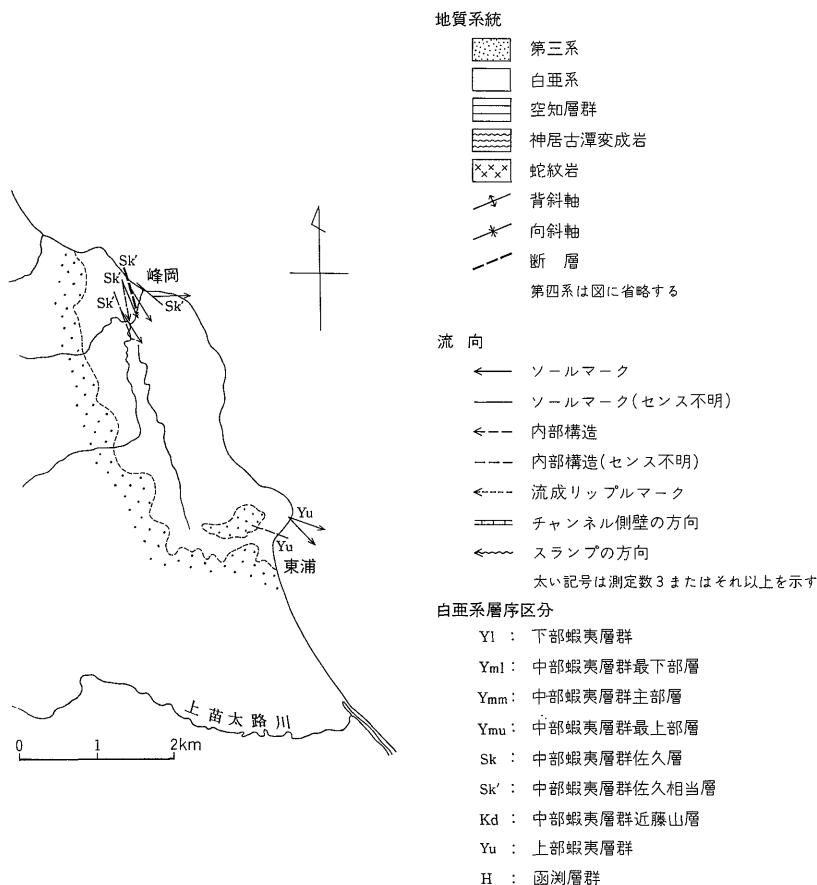 地質系統
第三系
白亜系
空知層群
神居古潭変成岩
蛇紋岩
背斜軸
向斜軸
断 層
第四系は図に省略する
流 向
ソールマーク
ソールマーク(センス不明)
内部構造
内部構造(センス不明)
流成リップルマーク
チャンネル側壁の方向
スランプの方向
太い記号は測定数3またはそれ以上を示す
白亜系層序区分
Yl : 下部蝦夷層群
Yml : 中部蝦夷層群最下部層
Ymm : 中部蝦夷層群主部層
Ymu : 中部蝦夷層群最上部層
Sk : 中部蝦夷層群佐久層
Sk′ : 中部蝦夷層群佐久相当層
Kd : 中部蝦夷層群近藤山層
Yu : 上部蝦夷層群
H : 函渕層群
Sk′
Sk′
峰岡
Sk′
Sk′
Yu
Yu
東浦
上苗太路川
0 1 2km